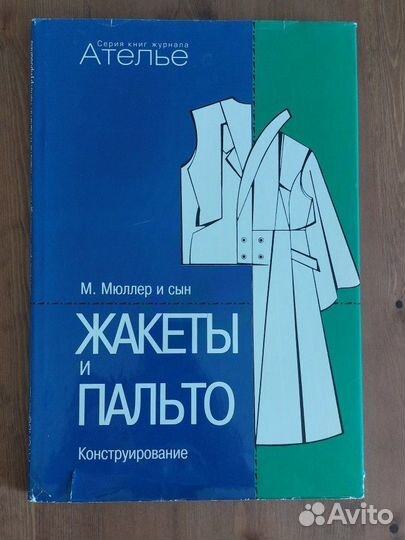 Серия книг журнала
Ателье
М. Мюллер и сын
ЖАКЕТЫ
и
ПАЛЬТО
Конструирование
Avito